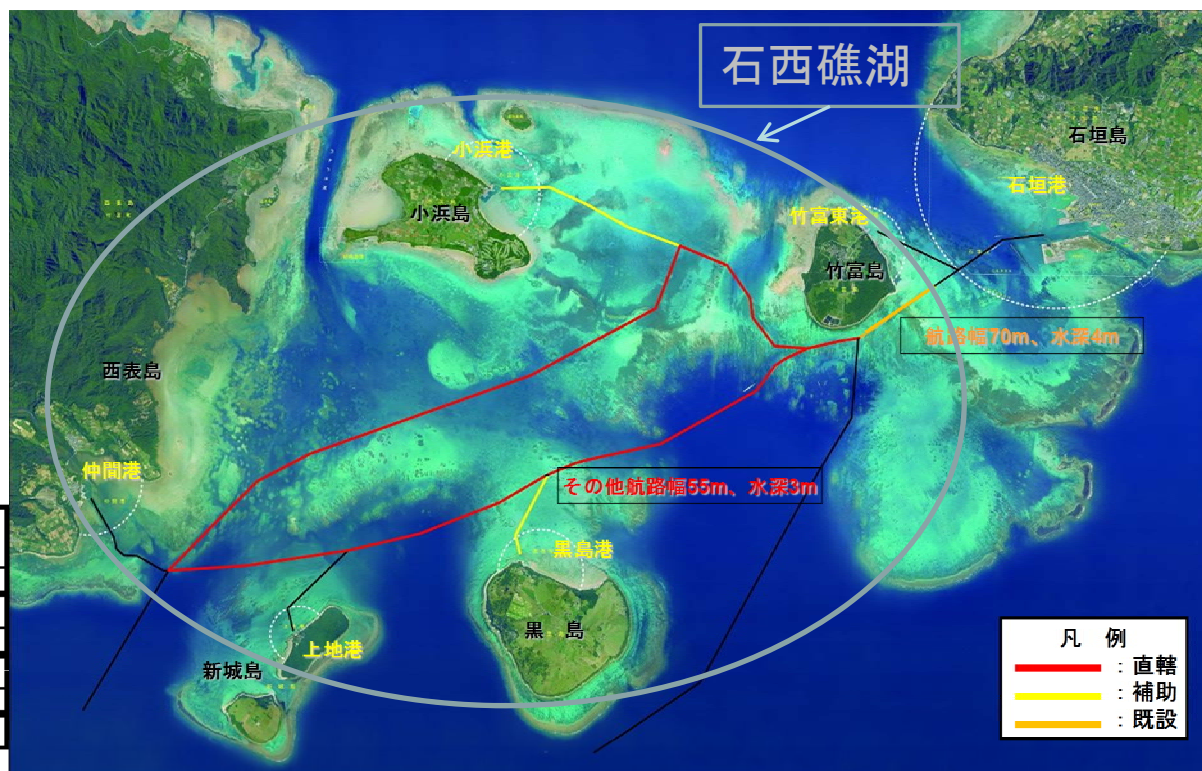 石西礁湖
石垣島
石垣港
小浜港
小浜島
竹富東港
竹富島
航路幅70m、水深4m
西表島
仲間港
その他航路幅55m、水深3m
黒島港
黒 島
上地港
新城島
凡 例
：直轄
：補助
：既設